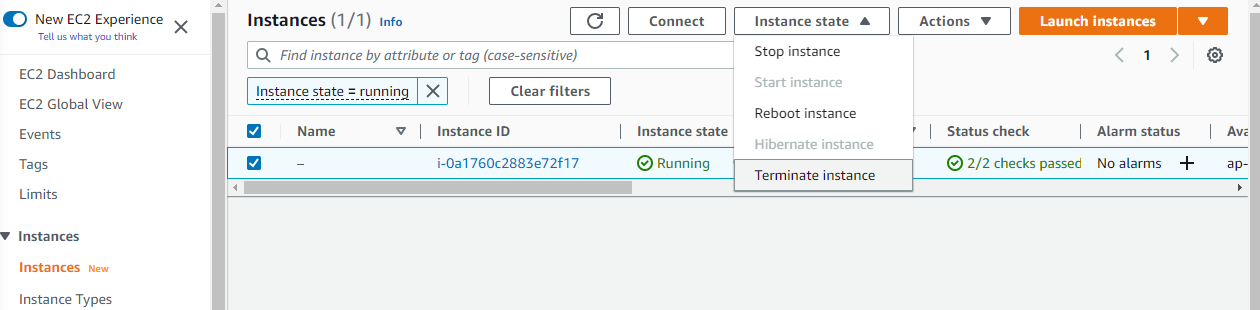 New EC2 Experience
Tell us what you think
EC2 Dashboard
EC2 Global View
Events
Tags
Limits
Instances
Instances New
Instance Types
Instances (1/1) Info
Connect
Instance state
Actions
Launch instances
Find instance by attribute or tag (case-sensitive)
1
Instance state = running
Clear filters
Stop instance
Start instance
Reboot instance
Hibernate instance
Terminate instance
Name Instance ID Instance state Status check Alarm status Ava
– i-0a1760c2883e72f17 Running 2/2 checks passed No alarms + ap-